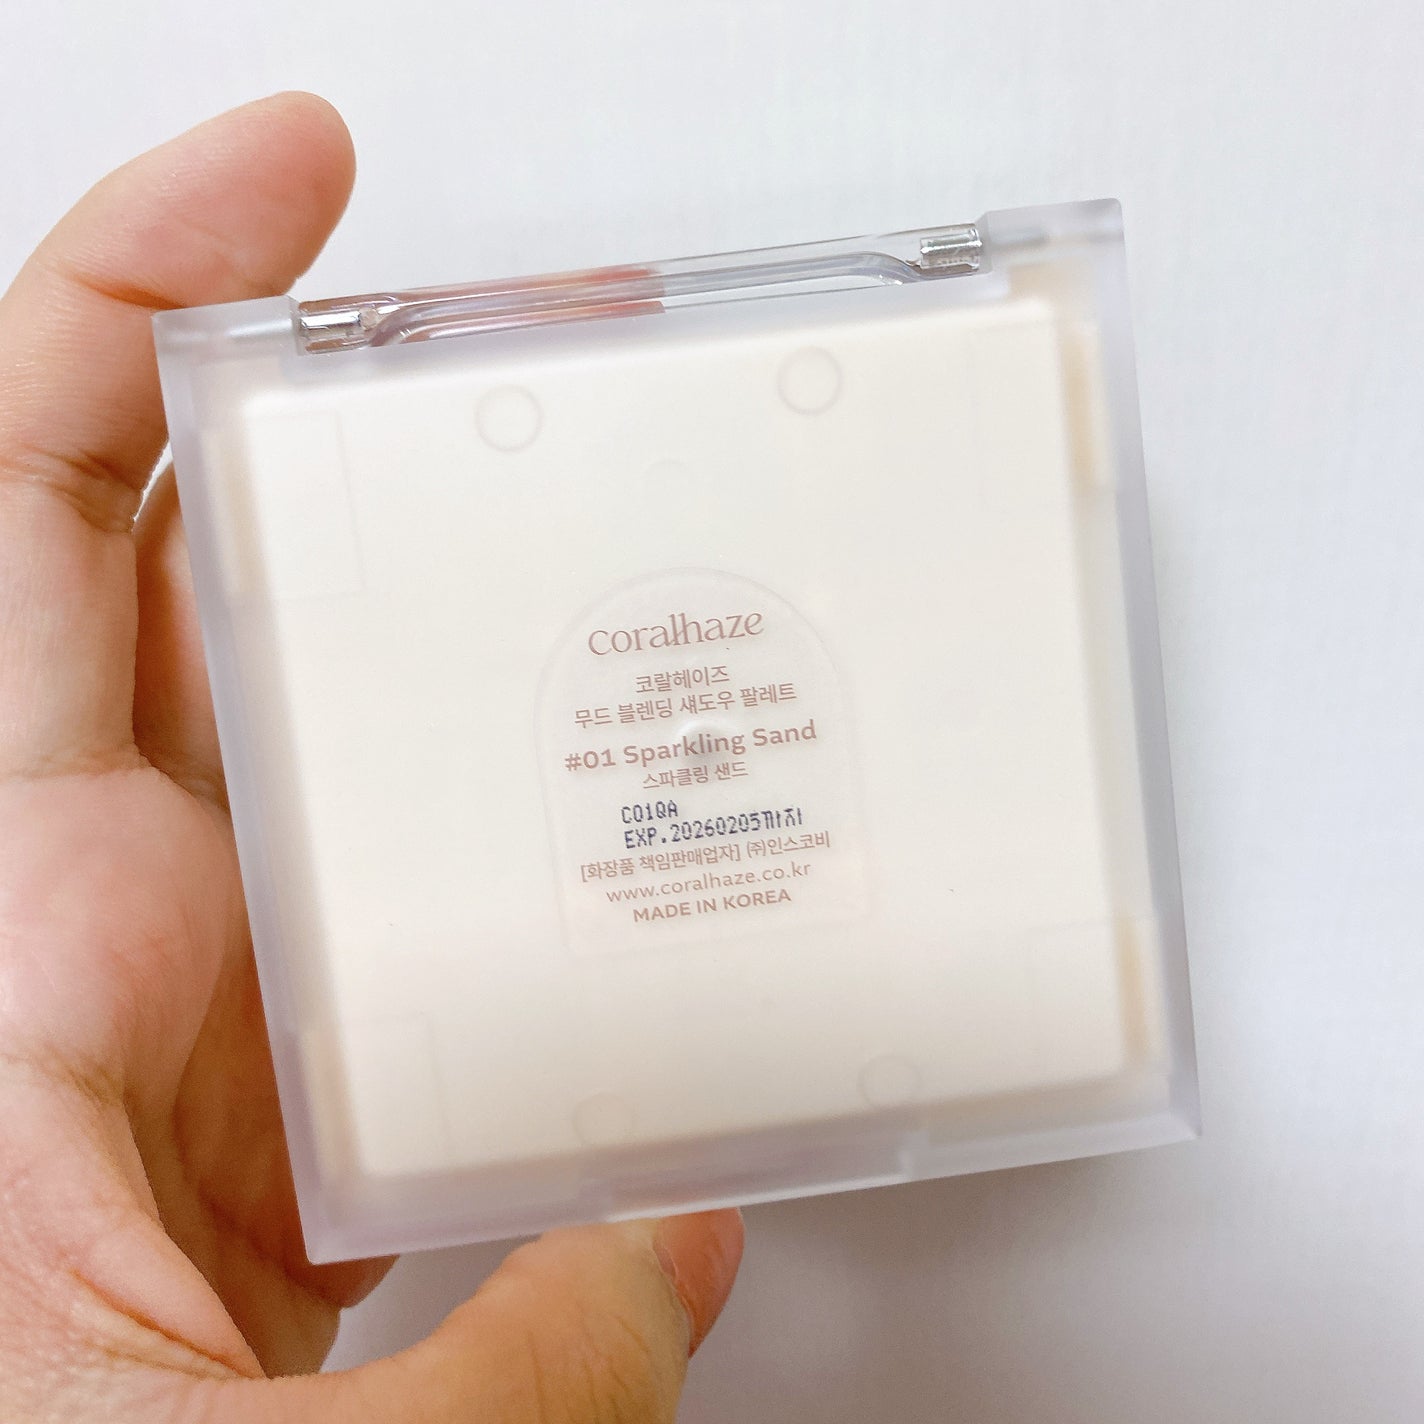 coralhaze
코랄헤이즈
무드 블렌딩 섀도우 팔레트
#01 Sparkling Sand
스파클링 샌드
C01QA
EXP.20260205까지
[화장품 책임판매업자] ㈜인스코비
www.coralhaze.co.kr
MADE IN KOREA